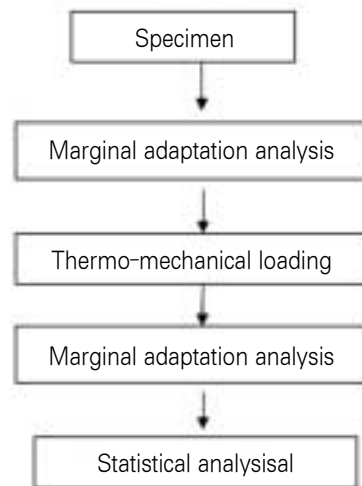 Specimen
Marginal adaptation analysis
Thermo-mechanical loading
Marginal adaptation analysis
Statistical analysisal